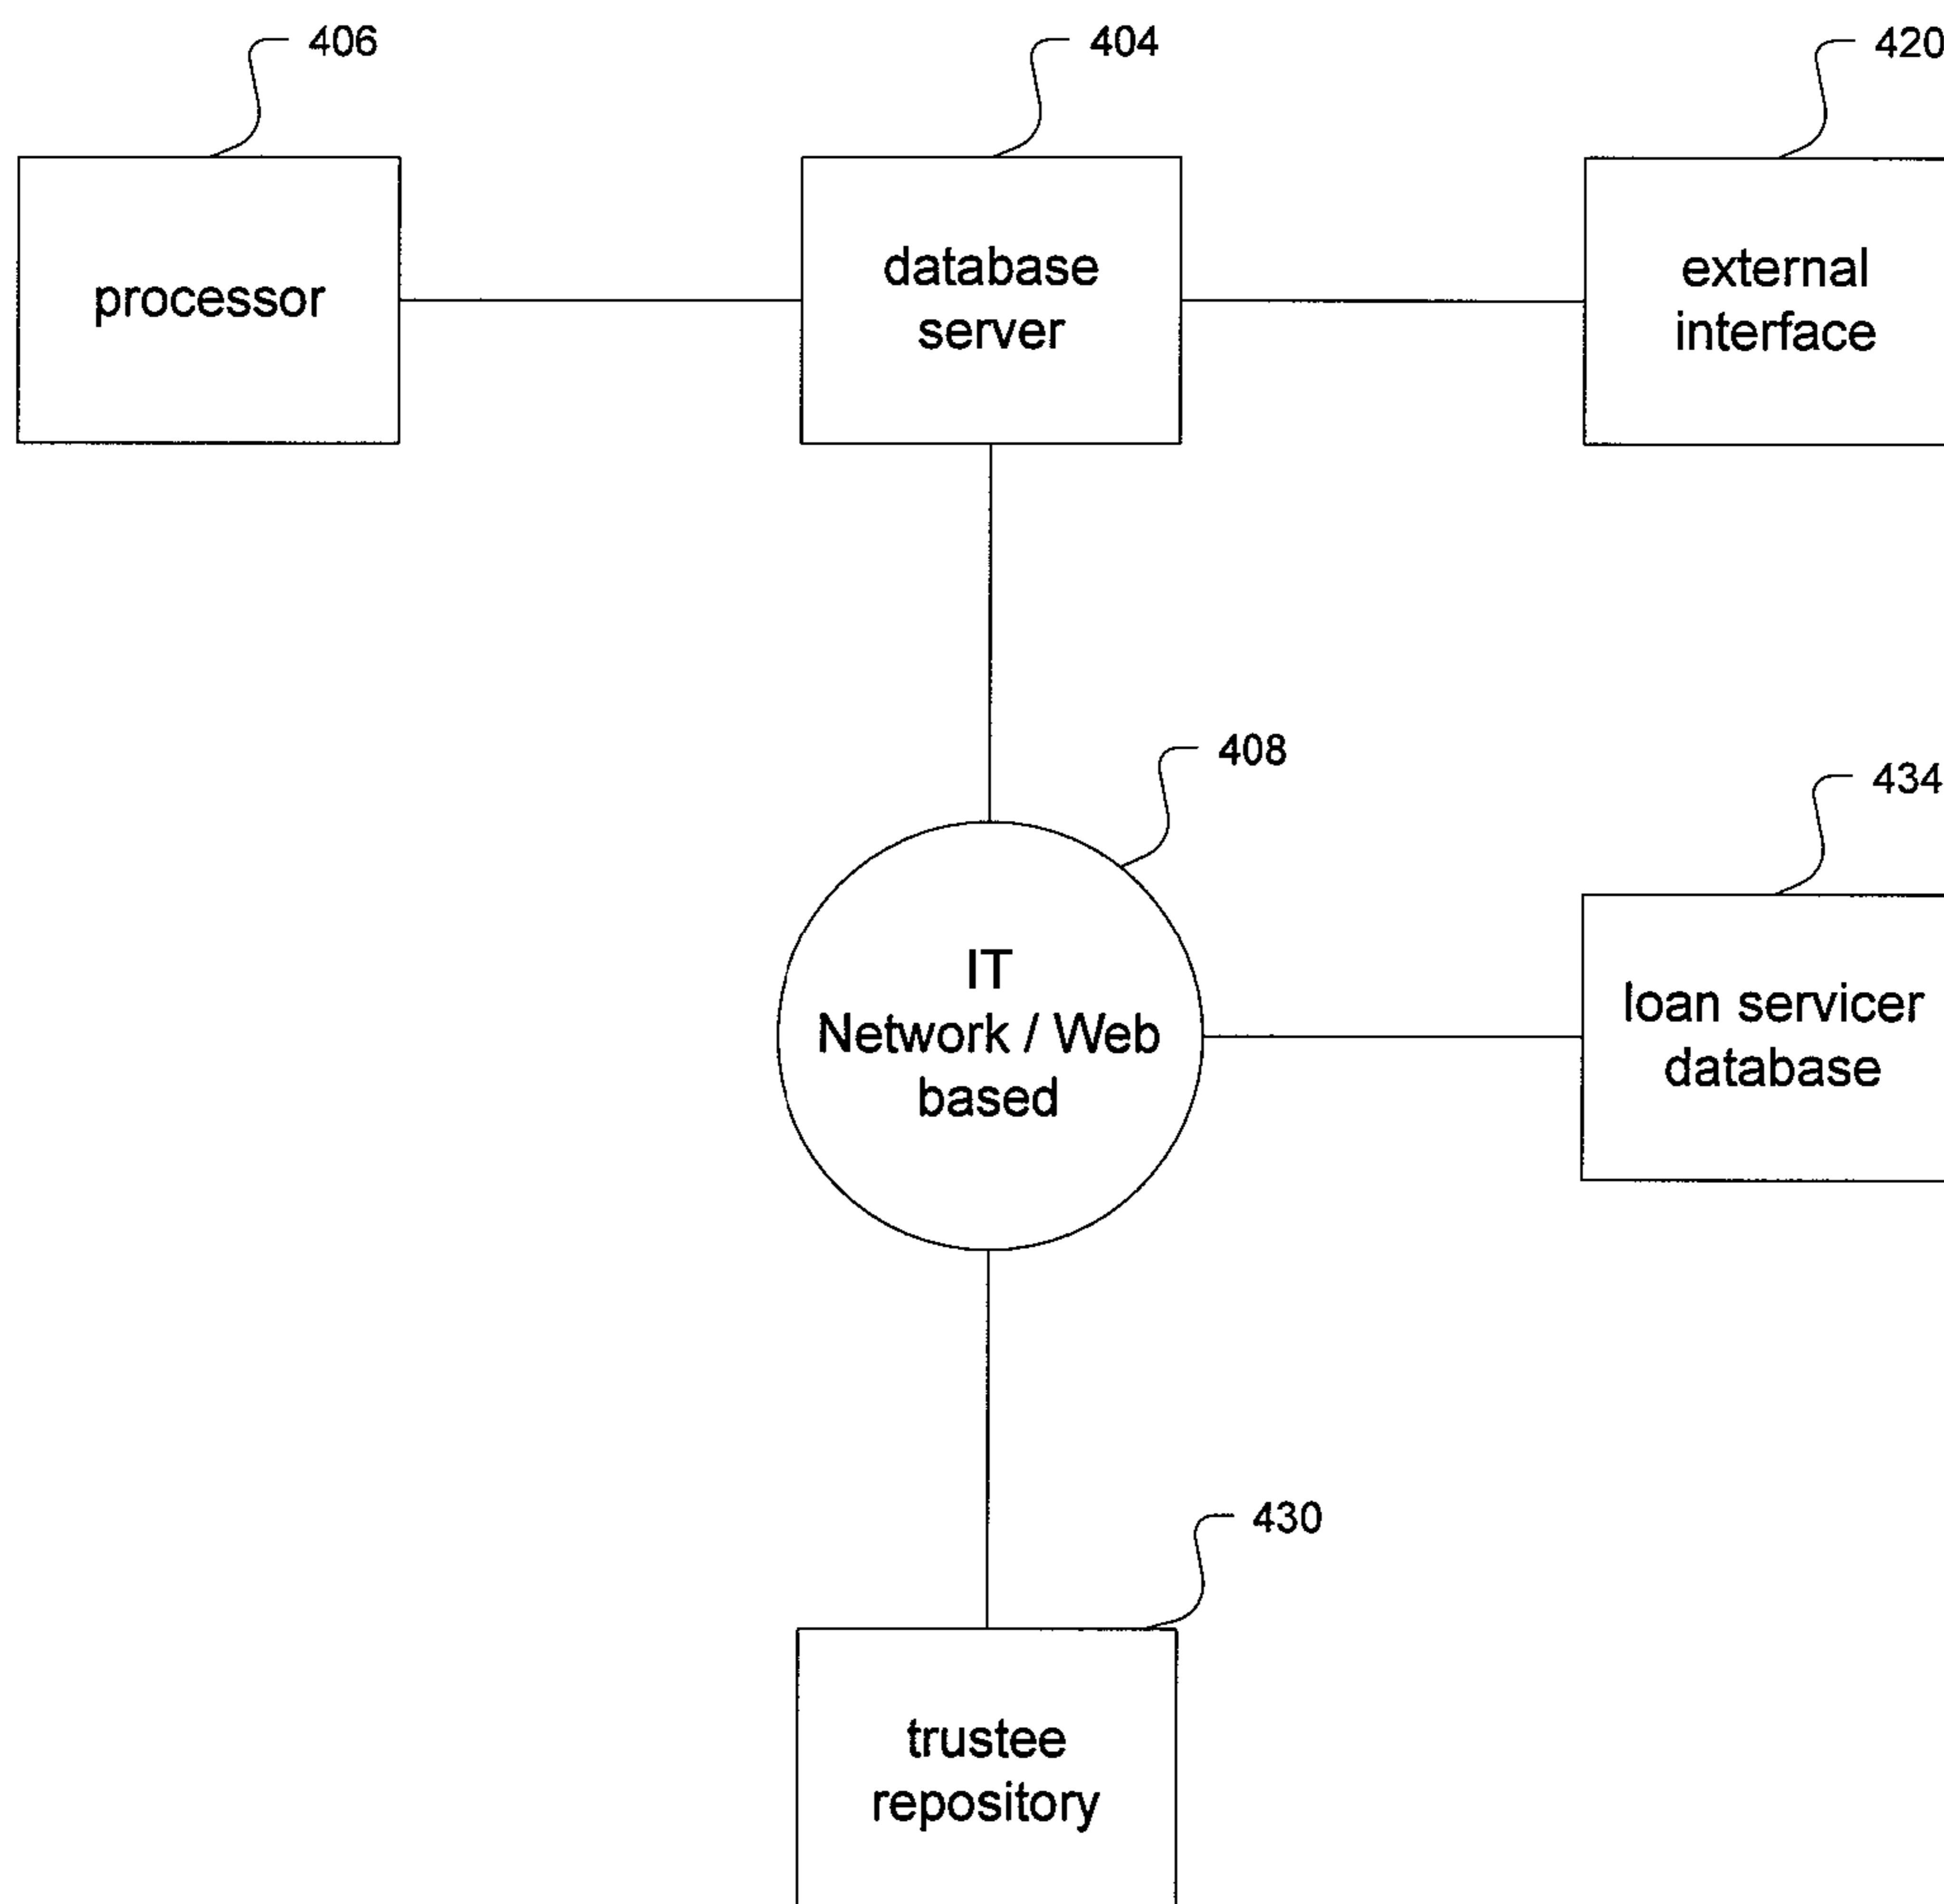 406
404
420
processor
database
server
external
interface
408
434
IT
Network / Web
based
loan servicer
database
430
trustee
repository